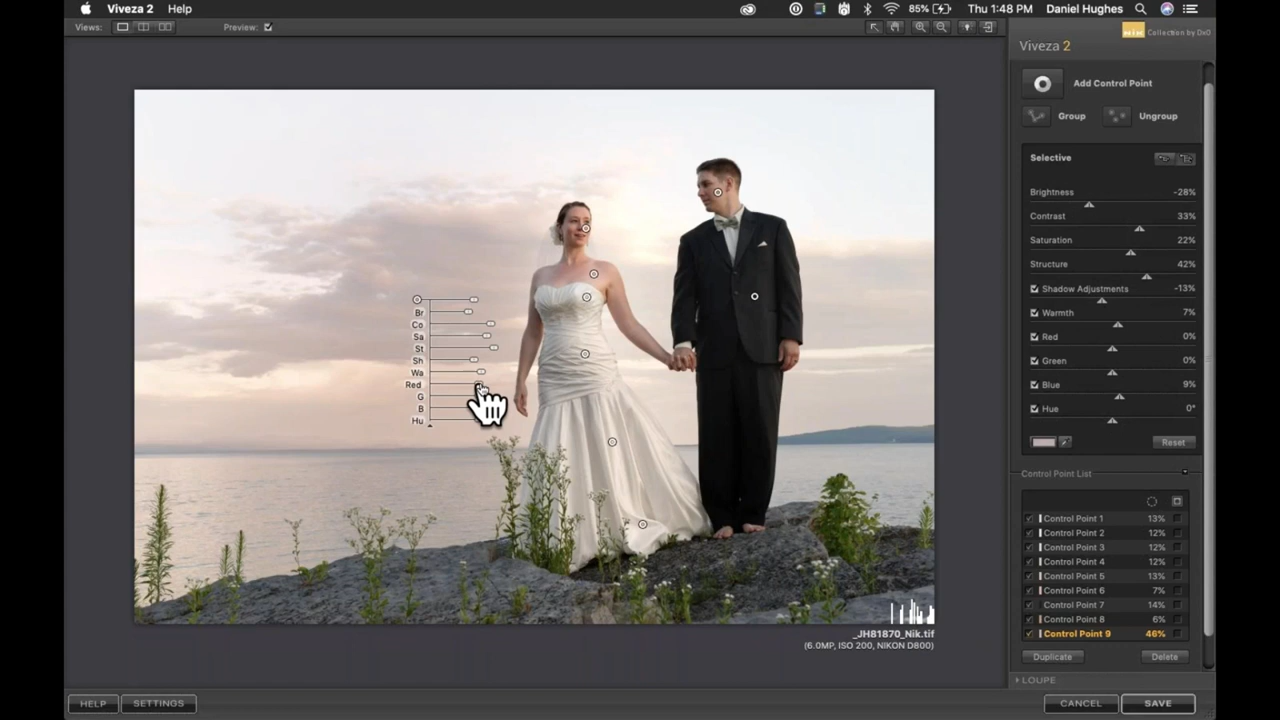 Viveza 2 Help 85% Thu 1:48 PM Daniel Hughes
Views: Preview:
Nik Collection by DxO
Viveza 2
Add Control Point
Group Ungroup
Selective
Brightness -28%
Contrast 33%
Saturation 22%
Structure 42%
Shadow Adjustments -13%
Warmth 7%
Red 0%
Green 0%
Blue 9%
Hue 0°
Reset
Control Point List
Control Point 1 13%
Control Point 2 12%
Control Point 3 12%
Control Point 4 12%
Control Point 5 13%
Control Point 6 7%
Control Point 7 14%
Control Point 8 6%
Control Point 9 46%
Duplicate Delete
LOUPE
Br
Co
Sa
St
Sh
Wa
Red
G
B
Hu
_JH81870_Nik.tif
(6.0MP, ISO 200, NIKON D800)
HELP SETTINGS CANCEL SAVE